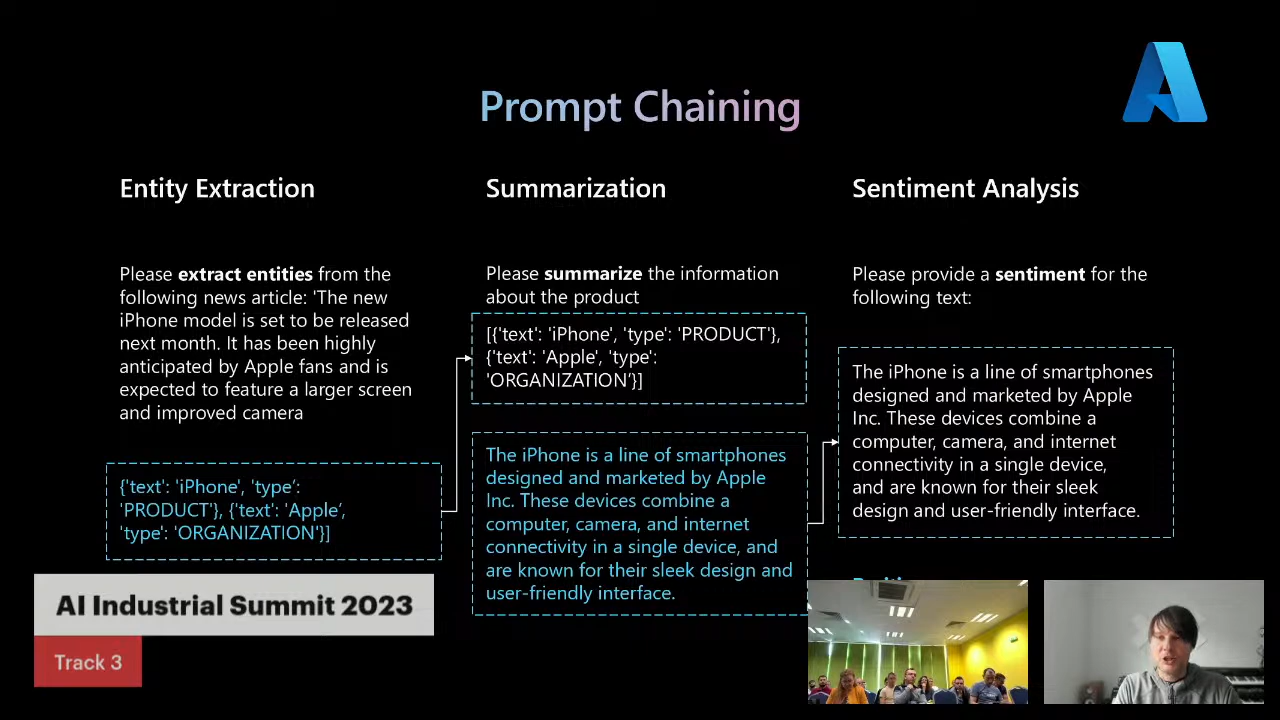 Prompt Chaining
Entity Extraction
Please extract entities from the
following news article: 'The new
iPhone model is set to be released
next month. It has been highly
anticipated by Apple fans and is
expected to feature a larger screen
and improved camera
{'text': 'iPhone', 'type':
'PRODUCT'}, {'text': 'Apple',
'type': 'ORGANIZATION'}]
Summarization
Please summarize the information
about the product
[{'text': 'iPhone', 'type': 'PRODUCT'},
{'text': 'Apple', 'type':
'ORGANIZATION'}]
The iPhone is a line of smartphones
designed and marketed by Apple
Inc. These devices combine a
computer, camera, and internet
connectivity in a single device, and
are known for their sleek design and
user-friendly interface.
Sentiment Analysis
Please provide a sentiment for the
following text:
The iPhone is a line of smartphones
designed and marketed by Apple
Inc. These devices combine a
computer, camera, and internet
connectivity in a single device,
and are known for their sleek
design and user-friendly interface.
AI Industrial Summit 2023
Track 3